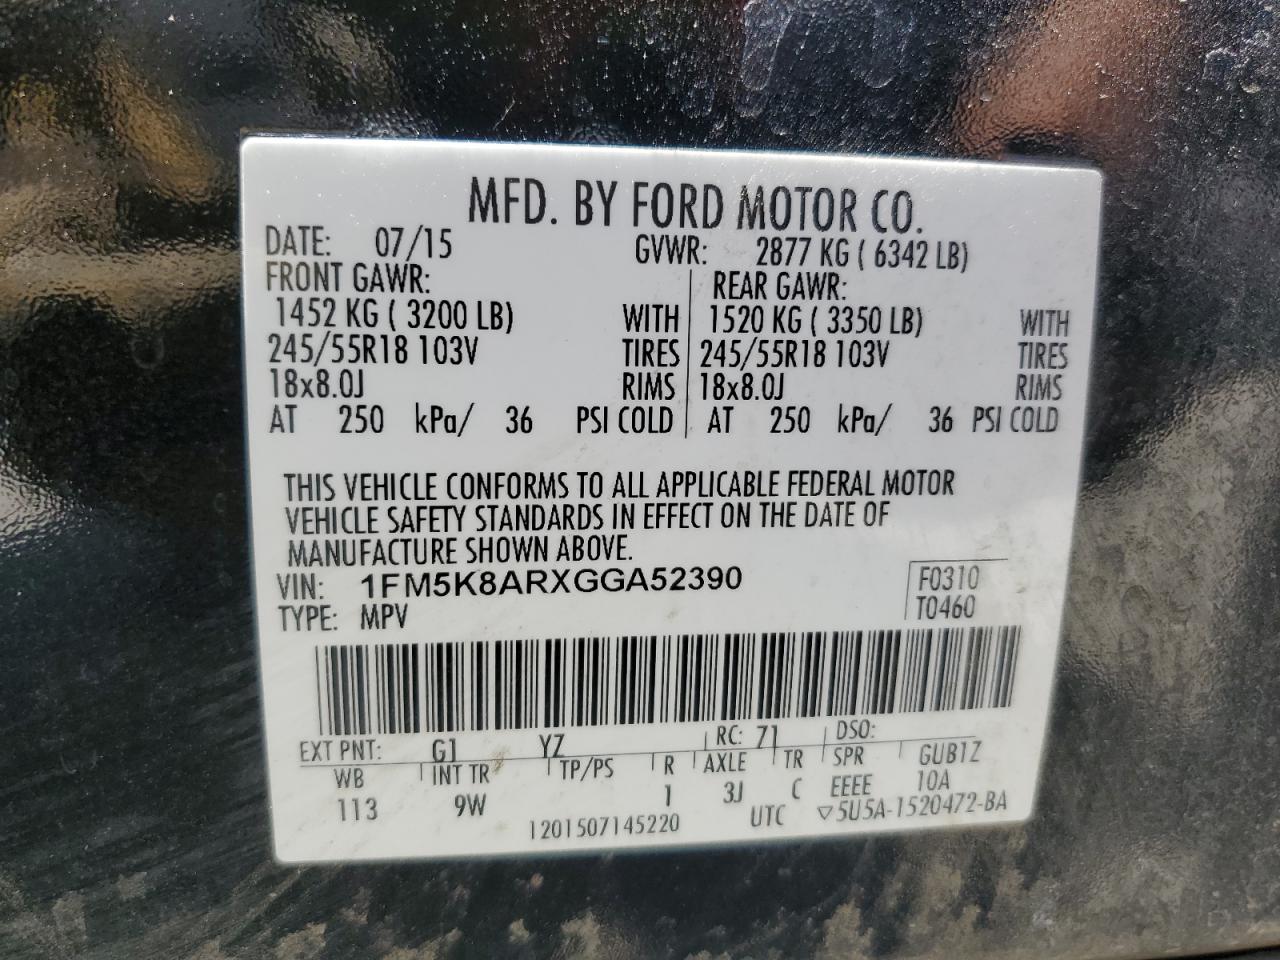 MFD. BY FORD MOTOR CO.
DATE: 07/15 GVWR: 2877 KG ( 6342 LB)
FRONT GAWR: REAR GAWR:
1452 KG ( 3200 LB) WITH 1520 KG ( 3350 LB) WITH
245/55R18 103V TIRES 245/55R18 103V TIRES
18x8.0J RIMS 18x8.0J RIMS
AT 250 kPa/ 36 PSI COLD AT 250 kPa/ 36 PSI COLD
THIS VEHICLE CONFORMS TO ALL APPLICABLE FEDERAL MOTOR
VEHICLE SAFETY STANDARDS IN EFFECT ON THE DATE OF
MANUFACTURE SHOWN ABOVE.
VIN: 1FM5K8ARXGGA52390 F0310
TYPE: MPV T0460
EXT PNT: G1 YZ RC: 71 DSO:
WB INT TR TP/PS R AXLE TR SPR GUB1Z
113 9W 1 3J C EEEE 10A
1201507145220 UTC ▽5U5A-1520472-BA